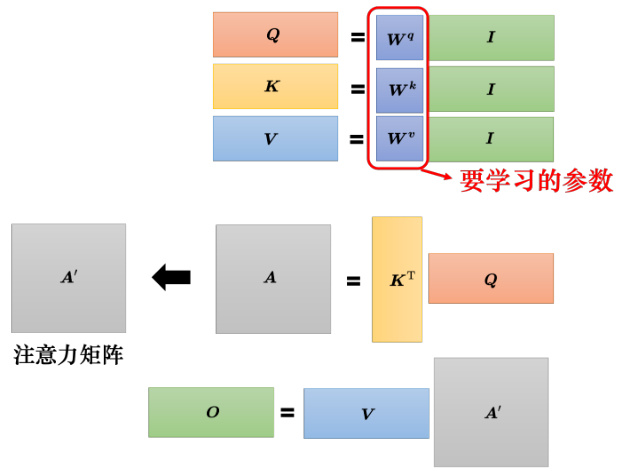 Q = W^q I
K = W^k I
V = W^v I
要学习的参数
A′ A = K^T Q
注意力矩阵
O = V A′